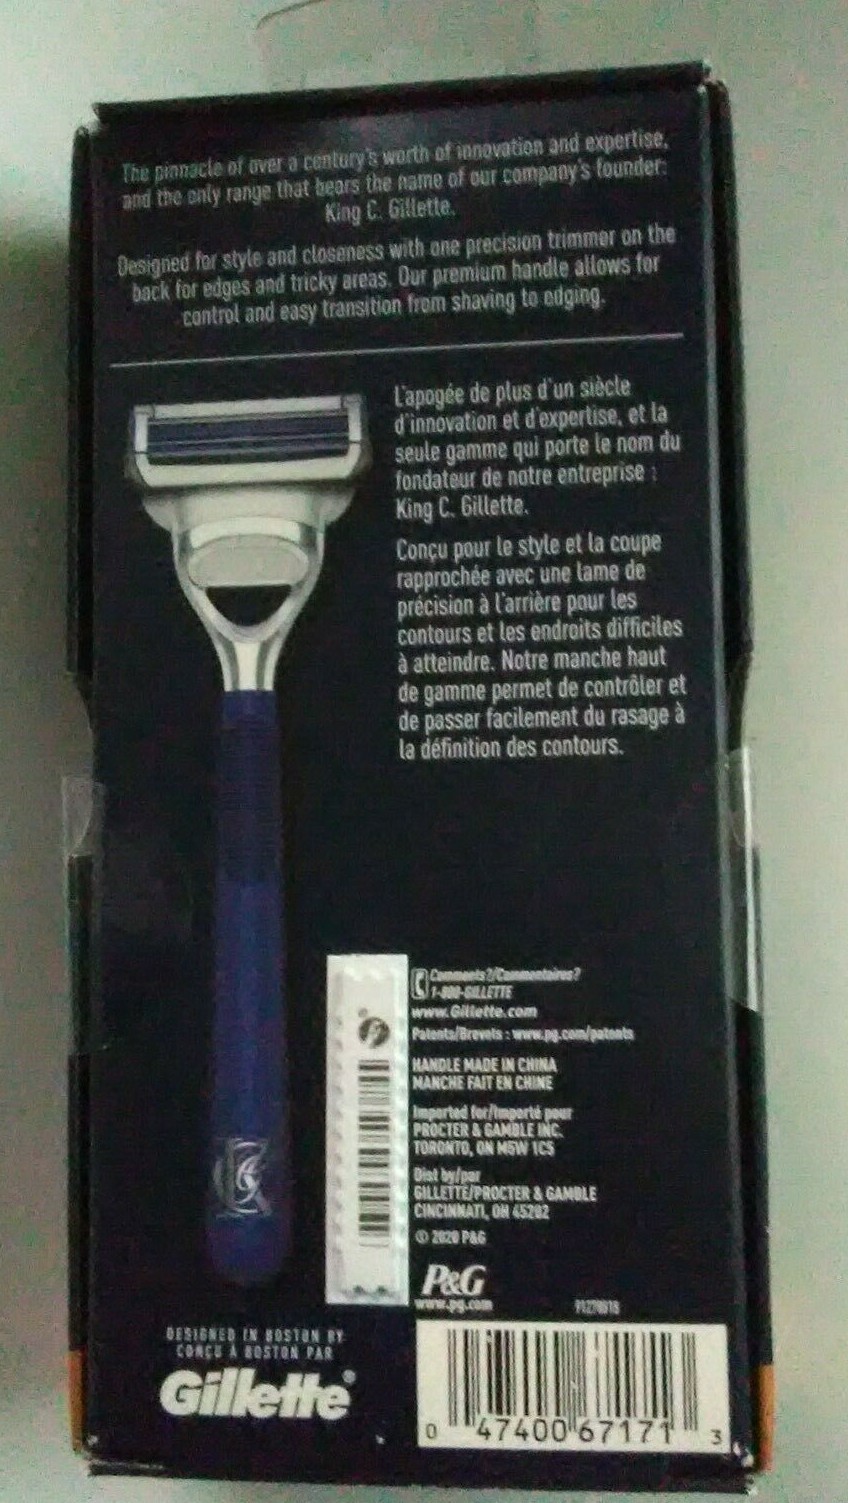 The pinnacle of over a century's worth of innovation and expertise,
and the only range that bears the name of our company's founder:
King C. Gillette.
Designed for style and closeness with one precision trimmer on the
back for edges and tricky areas. Our premium handle allows for
control and easy transition from shaving to edging.
L'apogée de plus d'un siècle
d'innovation et d'expertise, et la
seule gamme qui porte le nom du
fondateur de notre entreprise :
King C. Gillette.
Conçu pour le style et la coupe
rapprochée avec une lame de
précision à l'arrière pour les
contours et les endroits difficiles
à atteindre. Notre manche haut
de gamme permet de contrôler et
de passer facilement du rasage à
la définition des contours.
Comments?/Commentaires?
1-800-GILLETTE
www.Gillette.com
Patents/Brevets : www.pg.com/patents
HANDLE MADE IN CHINA
MANCHE FAIT EN CHINE
Imported for/Importé pour
PROCTER & GAMBLE INC.
TORONTO, ON M5W 1C5
Dist by/par
GILLETTE/PROCTER & GAMBLE
CINCINNATI, OH 45202
© 2020 P&G
P&G
www.pg.com
DESIGNED IN BOSTON BY
CONÇU À BOSTON PAR
Gillette®
0 47400 67171 3